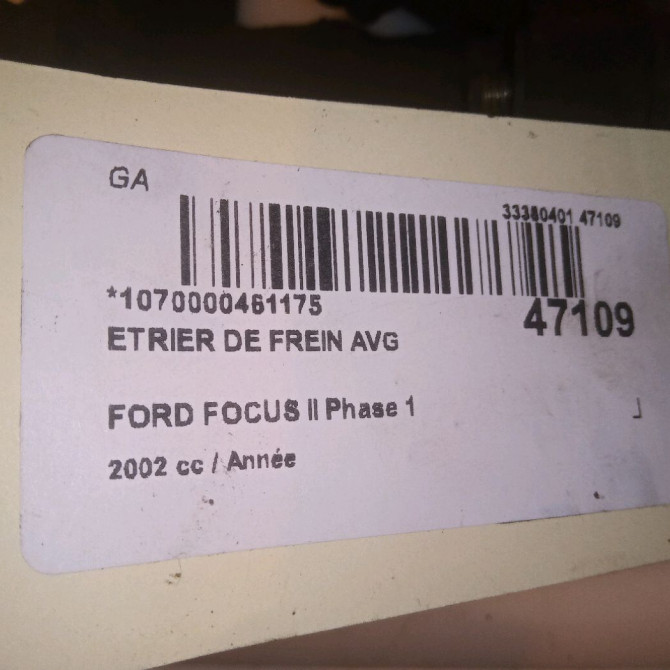 GA
33380401 47109
*1070000461175
47109
ETRIER DE FREIN AVG
FORD FOCUS II Phase 1
2002 cc / Année